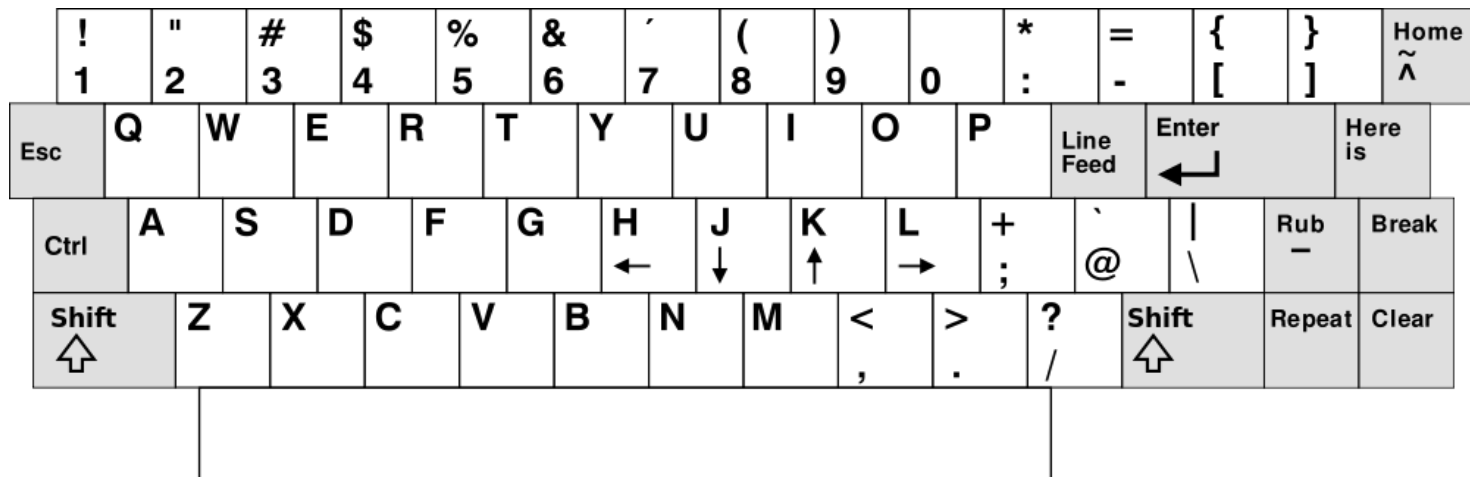 ! " # $ % & ´ ( ) * = { } Home
1 2 3 4 5 6 7 8 9 0 : - [ ] ~
^
Q W E R T Y U I O P Enter Here
Esc Line is
Feed
A S D F G H J K L + ` | Rub Break
Ctrl ← ↓ ↑ → ; @ \ –
Shift Z X C V B N M < > ? Shift Repeat Clear
, . /